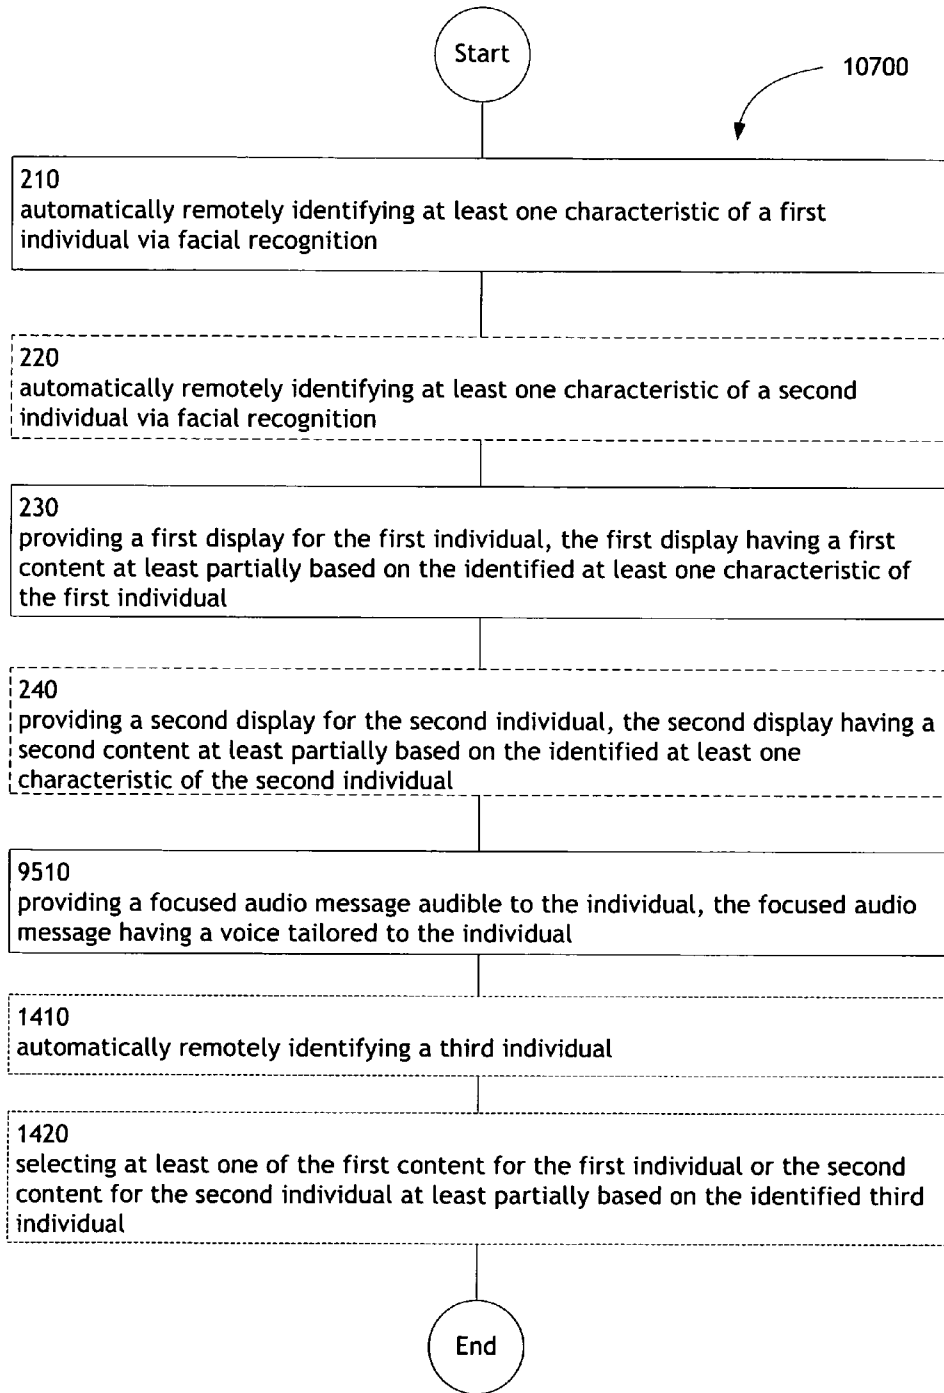 Start
10700
210
automatically remotely identifying at least one characteristic of a first
individual via facial recognition
220
automatically remotely identifying at least one characteristic of a second
individual via facial recognition
230
providing a first display for the first individual, the first display having a first
content at least partially based on the identified at least one characteristic of
the first individual
240
providing a second display for the second individual, the second display having a
second content at least partially based on the identified at least one
characteristic of the second individual
9510
providing a focused audio message audible to the individual, the focused audio
message having a voice tailored to the individual
1410
automatically remotely identifying a third individual
1420
selecting at least one of the first content for the first individual or the second
content for the second individual at least partially based on the identified third
individual
End